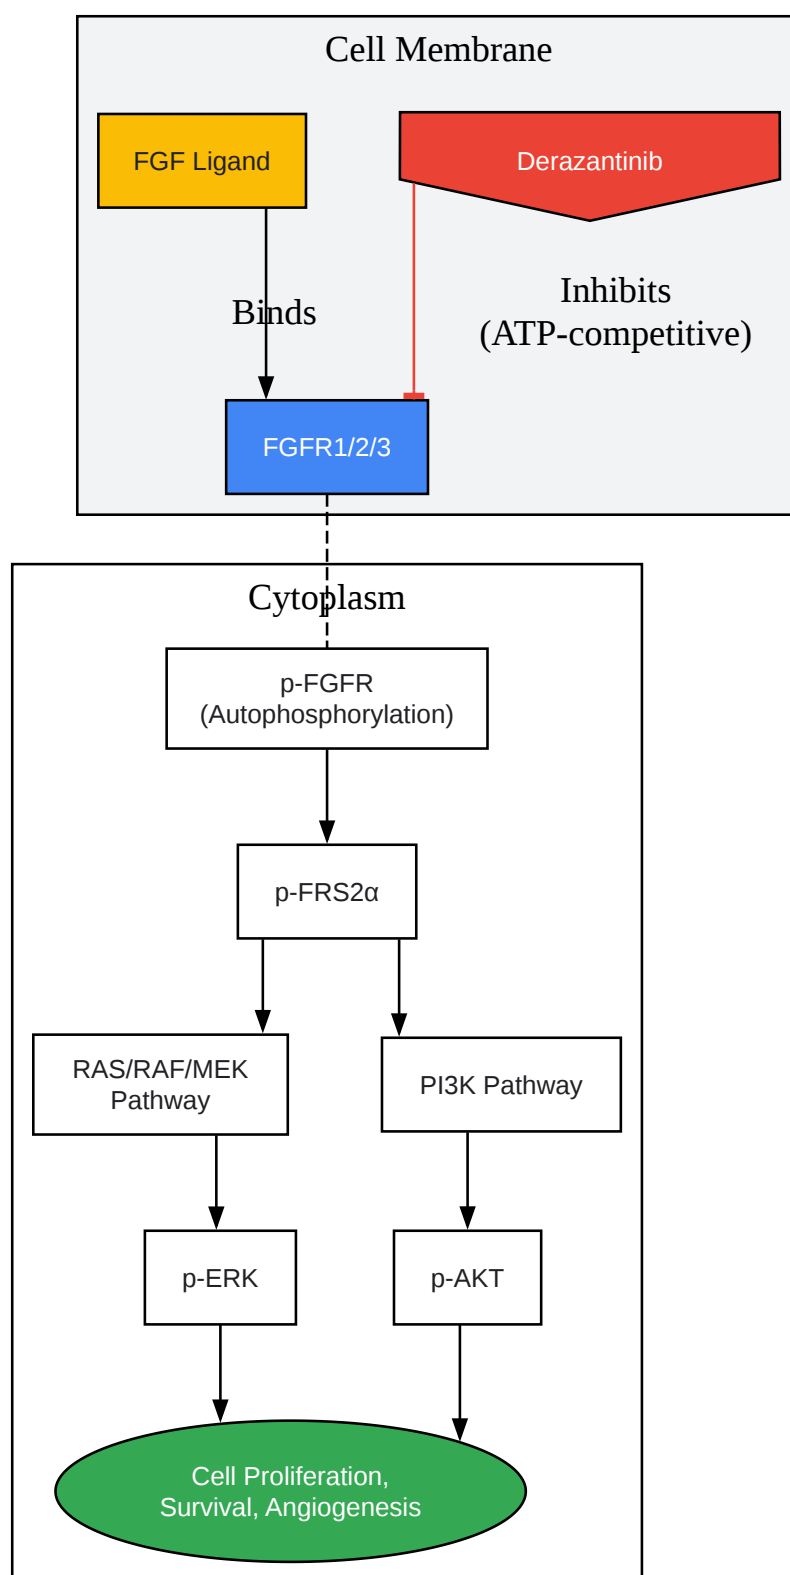 Cell Membrane
FGF Ligand
Derazantinib
Binds
Inhibits
(ATP-competitive)
FGFR1/2/3
Cytoplasm
p-FGFR
(Autophosphorylation)
p-FRS2α
RAS/RAF/MEK
Pathway
PI3K Pathway
p-ERK
p-AKT
Cell Proliferation,
Survival, Angiogenesis